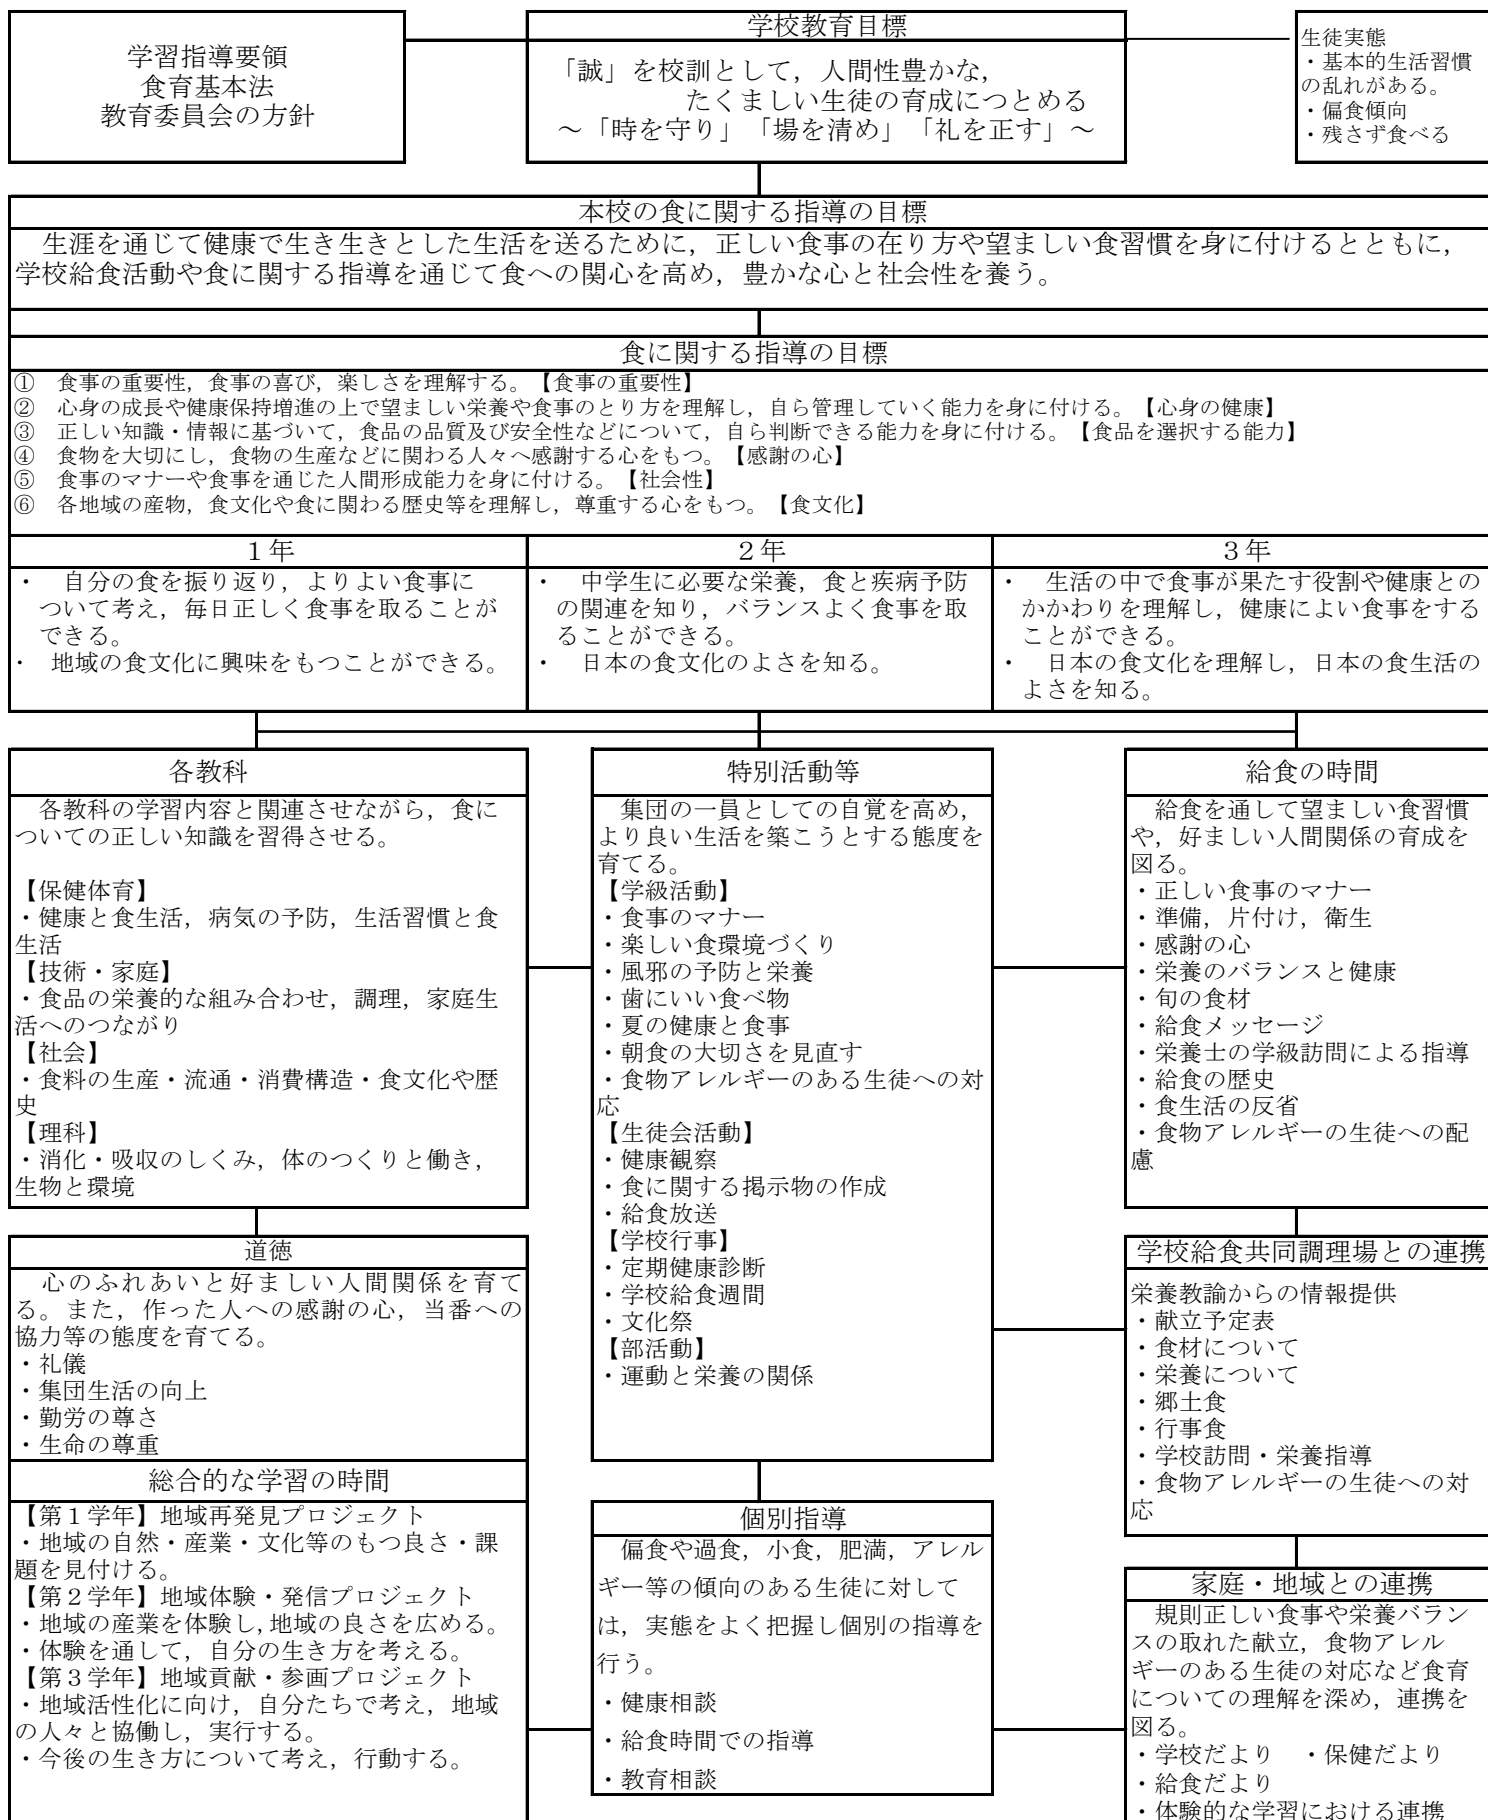 学習指導要領
食育基本法
教育委員会の方針
学校教育目標
「誠」を校訓として，人間性豊かな，
たくましい生徒の育成につとめる
～「時を守り」「場を清め」「礼を正す」～
生徒実態
・基本的生活習慣
の乱れがある。
・偏食傾向
・残さず食べる
本校の食に関する指導の目標
生涯を通じて健康で生き生きとした生活を送るために，正しい食事の在り方や望ましい食習慣を身に付けるとともに，
学校給食活動や食に関する指導を通じて食への関心を高め，豊かな心と社会性を養う。
食に関する指導の目標
①　食事の重要性，食事の喜び，楽しさを理解する。【食事の重要性】
②　心身の成長や健康保持増進の上で望ましい栄養や食事のとり方を理解し，自ら管理していく能力を身に付ける。【心身の健康】
③　正しい知識・情報に基づいて，食品の品質及び安全性などについて，自ら判断できる能力を身に付ける。【食品を選択する能力】
④　食物を大切にし，食物の生産などに関わる人々へ感謝する心をもつ。【感謝の心】
⑤　食事のマナーや食事を通じた人間形成能力を身に付ける。【社会性】
⑥　各地域の産物，食文化や食に関わる歴史等を理解し，尊重する心をもつ。【食文化】
１年
・　自分の食を振り返り，よりよい食事に
ついて考え，毎日正しく食事を取ることが
できる。
・　地域の食文化に興味をもつことができる。
２年
・　中学生に必要な栄養，食と疾病予防
の関連を知り，バランスよく食事を取
ることができる。
・　日本の食文化のよさを知る。
３年
・　生活の中で食事が果たす役割や健康との
かかわりを理解し，健康によい食事をする
ことができる。
・　日本の食文化を理解し，日本の食生活の
よさを知る。
各教科
各教科の学習内容と関連させながら，食に
ついての正しい知識を習得させる。
【保健体育】
・健康と食生活，病気の予防，生活習慣と食
生活
【技術・家庭】
・食品の栄養的な組み合わせ，調理，家庭生
活へのつながり
【社会】
・食料の生産・流通・消費構造・食文化や歴
史
【理科】
・消化・吸収のしくみ，体のつくりと働き，
生物と環境
道徳
心のふれあいと好ましい人間関係を育て
る。また，作った人への感謝の心，当番への
協力等の態度を育てる。
・礼儀
・集団生活の向上
・勤労の尊さ
・生命の尊重
総合的な学習の時間
【第１学年】地域再発見プロジェクト
・地域の自然・産業・文化等のもつ良さ・課
題を見付ける。
【第２学年】地域体験・発信プロジェクト
・地域の産業を体験し,地域の良さを広める。
・体験を通して，自分の生き方を考える。
【第３学年】地域貢献・参画プロジェクト
・地域活性化に向け，自分たちで考え，地域
の人々と協働し，実行する。
・今後の生き方について考え，行動する。
特別活動等
集団の一員としての自覚を高め，
より良い生活を築こうとする態度を
育てる。
【学級活動】
・食事のマナー
・楽しい食環境づくり
・風邪の予防と栄養
・歯にいい食べ物
・夏の健康と食事
・朝食の大切さを見直す
・食物アレルギーのある生徒への対
応
【生徒会活動】
・健康観察
・食に関する掲示物の作成
・給食放送
【学校行事】
・定期健康診断
・学校給食週間
・文化祭
【部活動】
・運動と栄養の関係
個別指導
偏食や過食，小食，肥満，アレル
ギー等の傾向のある生徒に対して
は，実態をよく把握し個別の指導を
行う。
・健康相談
・給食時間での指導
・教育相談
給食の時間
給食を通して望ましい食習慣
や，好ましい人間関係の育成を
図る。
・正しい食事のマナー
・準備，片付け，衛生
・感謝の心
・栄養のバランスと健康
・旬の食材
・給食メッセージ
・栄養士の学級訪問による指導
・給食の歴史
・食生活の反省
・食物アレルギーの生徒への配
慮
学校給食共同調理場との連携
栄養教諭からの情報提供
・献立予定表
・食材について
・栄養について
・郷土食
・行事食
・学校訪問・栄養指導
・食物アレルギーの生徒への対
応
家庭・地域との連携
規則正しい食事や栄養バラン
スの取れた献立，食物アレル
ギーのある生徒の対応など食育
についての理解を深め，連携を
図る。
・学校だより　・保健だより
・給食だより
・体験的な学習における連携